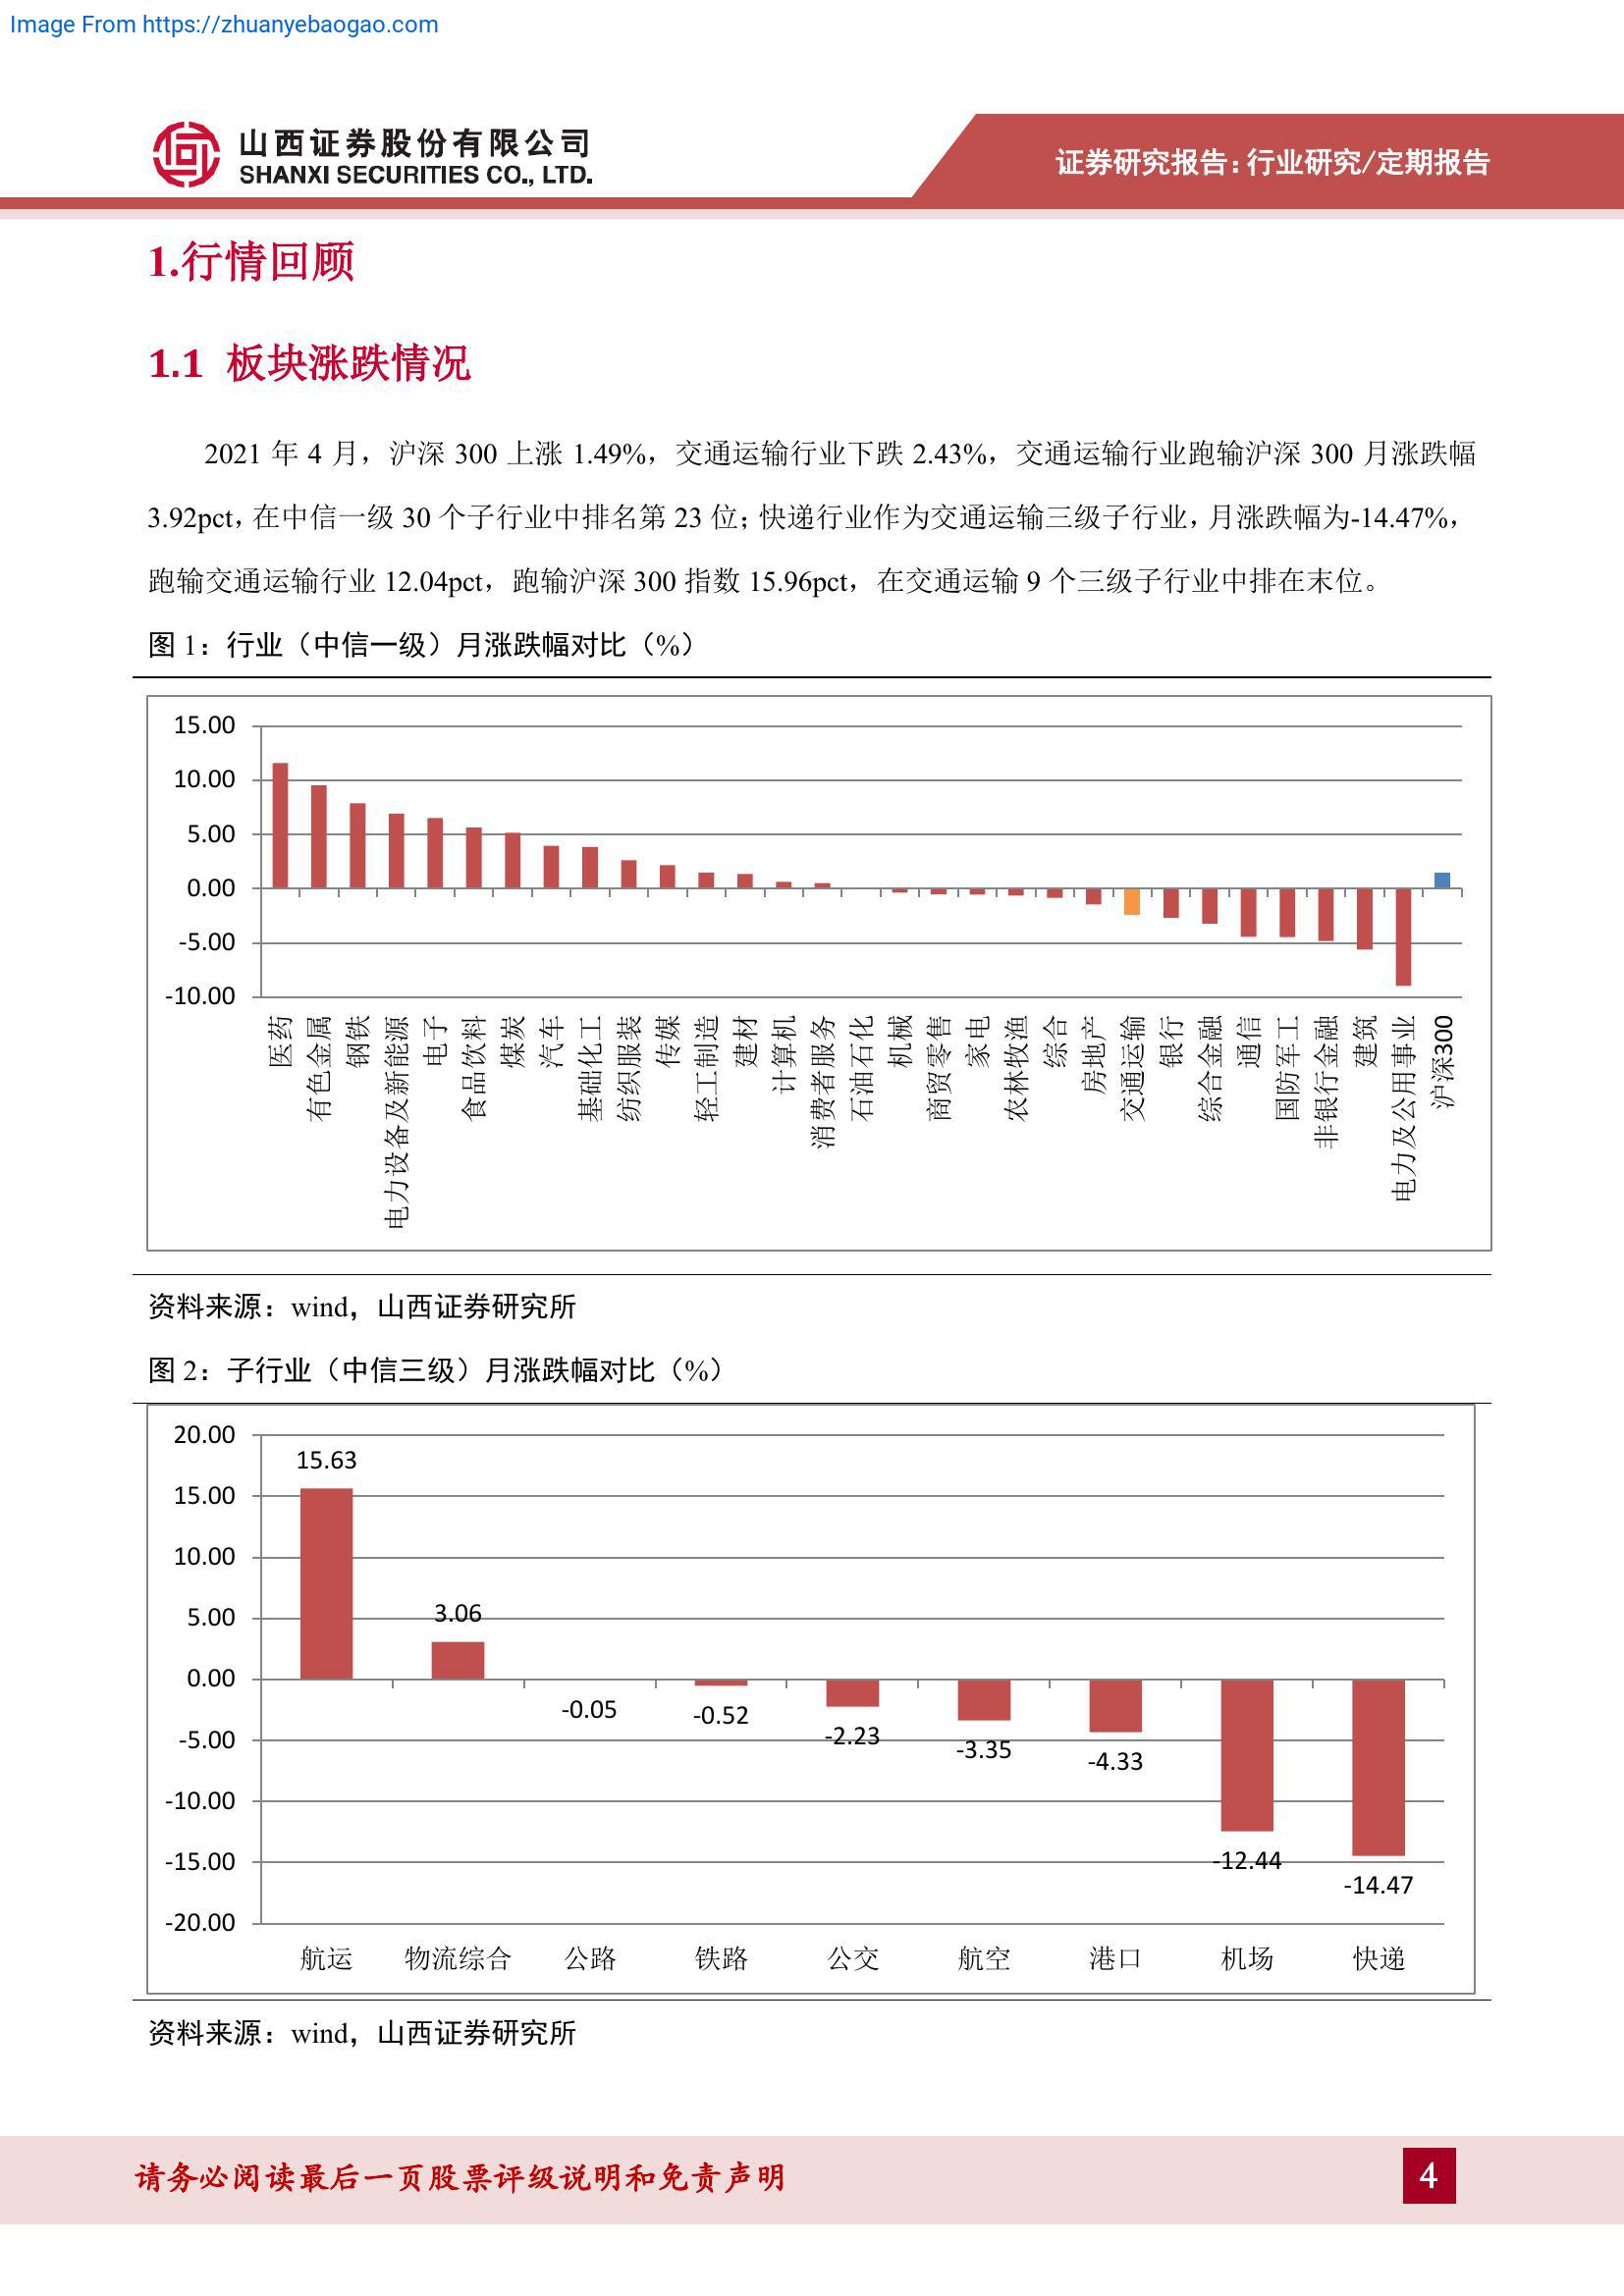 Image From https://zhuanyebaogao.com
山西证券股份有限公司
SHANXI SECURITIES CO., LTD.
证券研究报告：行业研究/定期报告
1.行情回顾
1.1 板块涨跌情况
2021 年 4 月，沪深 300 上涨 1.49%，交通运输行业下跌 2.43%，交通运输行业跑输沪深 300 月涨跌幅
3.92pct，在中信一级 30 个子行业中排名第 23 位；快递行业作为交通运输三级子行业，月涨跌幅为-14.47%，
跑输交通运输行业 12.04pct，跑输沪深 300 指数 15.96pct，在交通运输 9 个三级子行业中排在末位。
图 1：行业（中信一级）月涨跌幅对比（%）
15.00
10.00
5.00
0.00
-5.00
-10.00
医药
有色金属
钢铁
电力设备及新能源
电子
食品饮料
煤炭
汽车
基础化工
纺织服装
传媒
轻工制造
建材
计算机
消费者服务
石油石化
机械
商贸零售
家电
农林牧渔
综合
房地产
交通运输
银行
综合金融
通信
国防军工
非银行金融
建筑
电力及公用事业
沪深300
资料来源：wind，山西证券研究所
图 2：子行业（中信三级）月涨跌幅对比（%）
20.00
15.00
10.00
5.00
0.00
-5.00
-10.00
-15.00
-20.00
15.63
3.06
-0.05
-0.52
-2.23
-3.35
-4.33
-12.44
-14.47
航运
物流综合
公路
铁路
公交
航空
港口
机场
快递
资料来源：wind，山西证券研究所
请务必阅读最后一页股票评级说明和免责声明
4